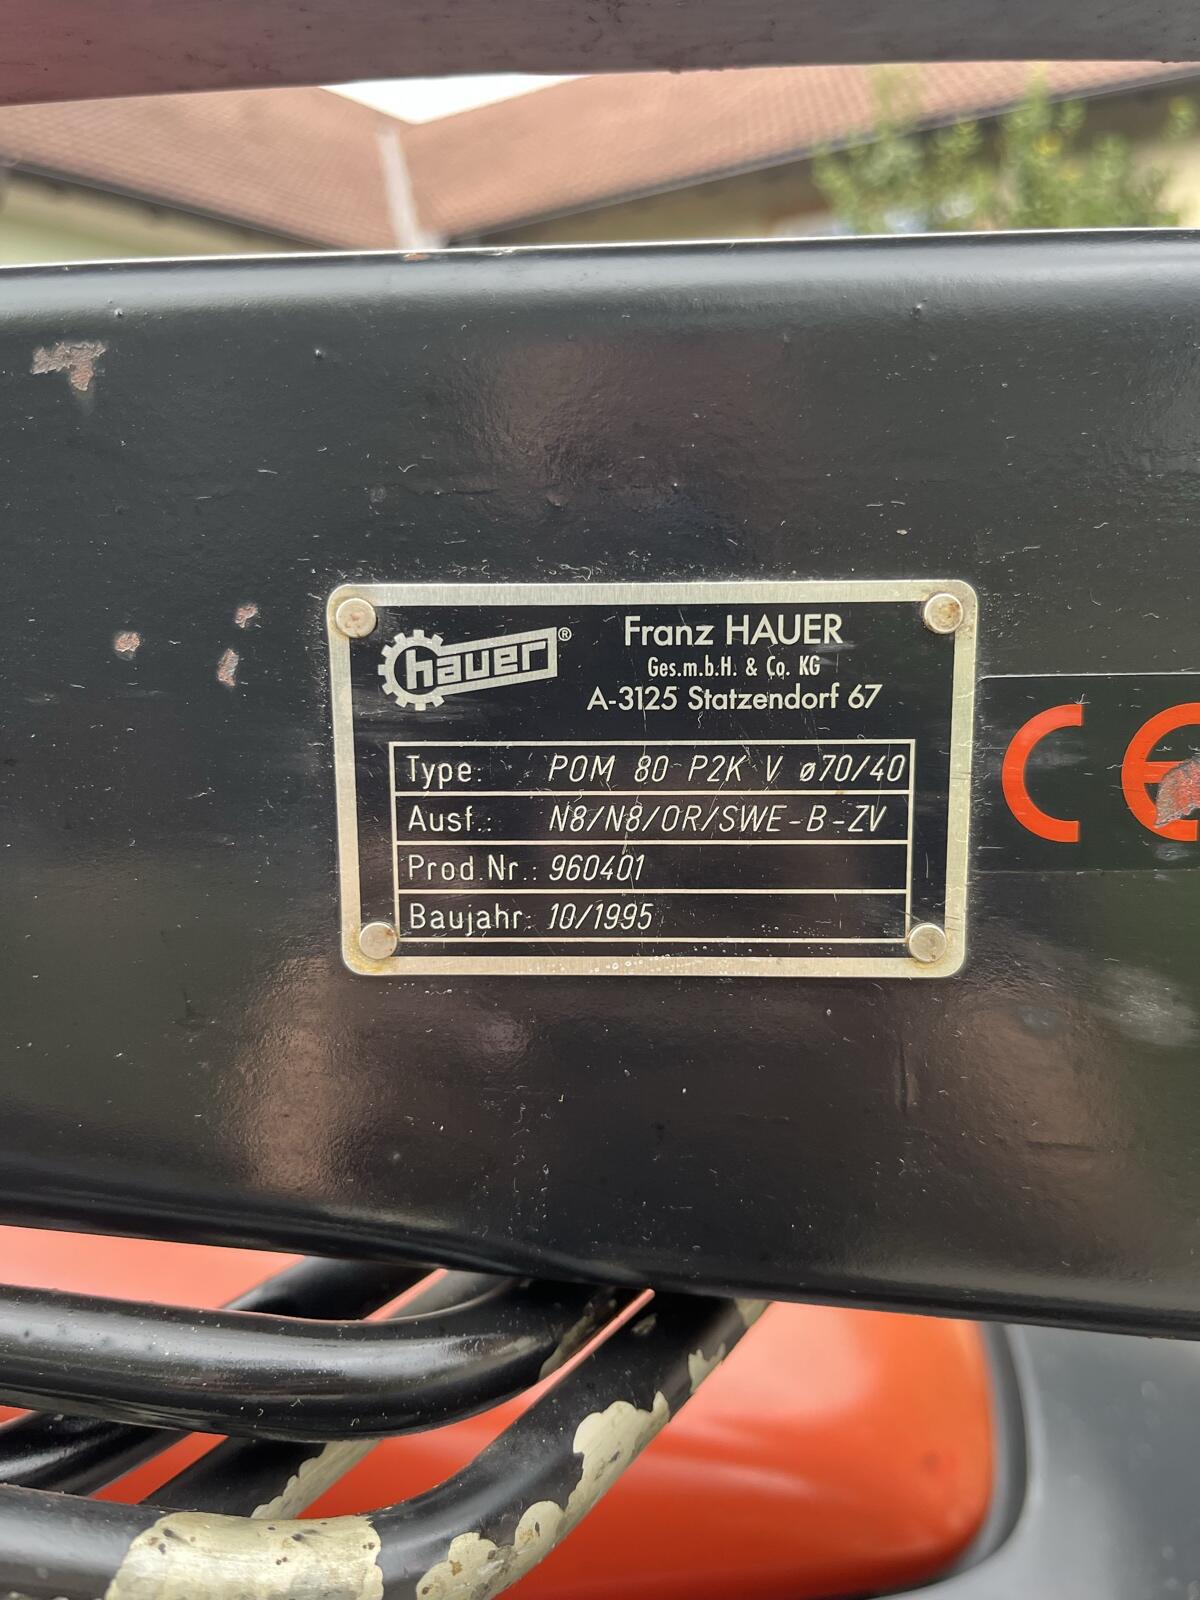 hauer®
Franz HAUER
Ges.m.b.H. & Co. KG
A-3125 Statzendorf 67
Type: POM 80 P2K V ø70/40
Ausf.: N8/N8/OR/SWE-B-ZV
Prod.Nr.: 960401
Baujahr: 10/1995
CE